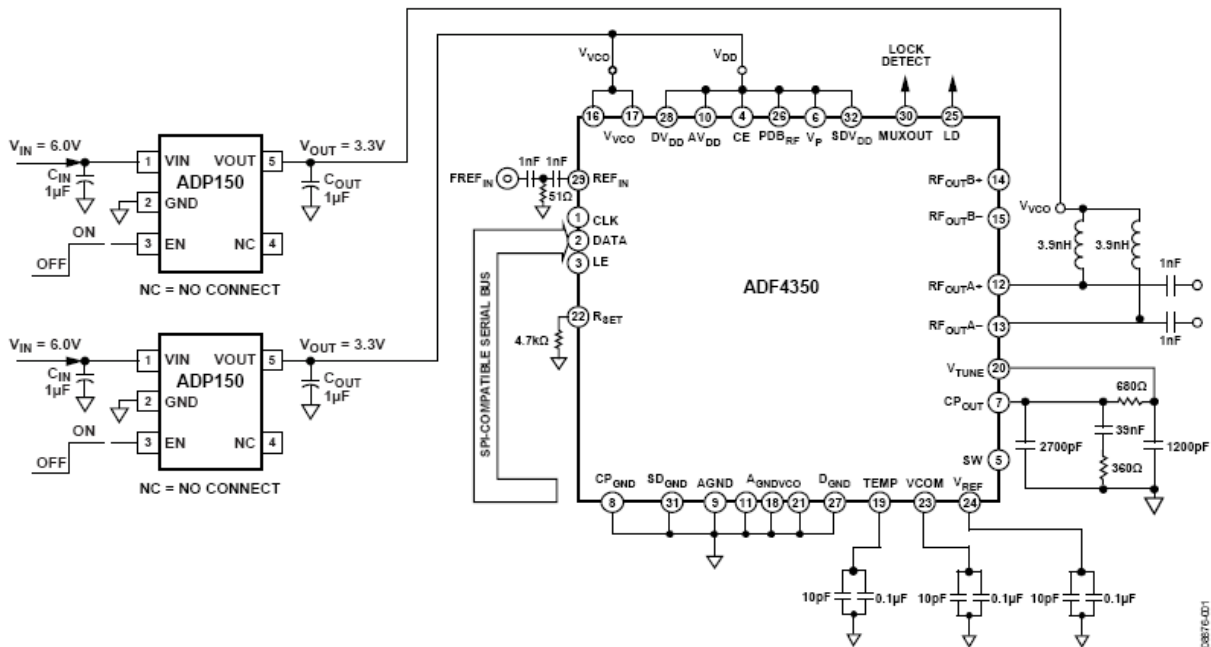 VIN = 6.0V
CIN
1µF
1 VIN
VOUT 5
ADP150
2 GND
3 EN
NC 4
ON
OFF
NC = NO CONNECT
VOUT = 3.3V
COUT
1µF
VIN = 6.0V
CIN
1µF
1 VIN
VOUT 5
ADP150
2 GND
3 EN
NC 4
ON
OFF
NC = NO CONNECT
VOUT = 3.3V
COUT
1µF
VVCO
VDD
LOCK
DETECT
16 17 28 10 4 26 6 32 30 25
VVCO DVDD AVDD CE PDBRF VP SDVDD MUXOUT LD
FREFIN
1nF 1nF
51Ω
29 REFIN
1 CLK
2 DATA
3 LE
22 RSET
4.7kΩ
SPI-COMPATIBLE SERIAL BUS
ADF4350
RFOUTB+ 14
RFOUTB− 15
VVCO
3.9nH 3.9nH
RFOUTA+ 12
1nF
RFOUTA− 13
1nF
VTUNE 20
680Ω
CPOUT 7
39nF
2700pF
1200pF
360Ω
SW 5
CPGND SDGND AGND AGNDVCO DGND TEMP VCOM VREF
8 31 9 11 18 21 27 19 23 24
10pF 0.1µF 10pF 0.1µF 10pF 0.1µF
08876-001